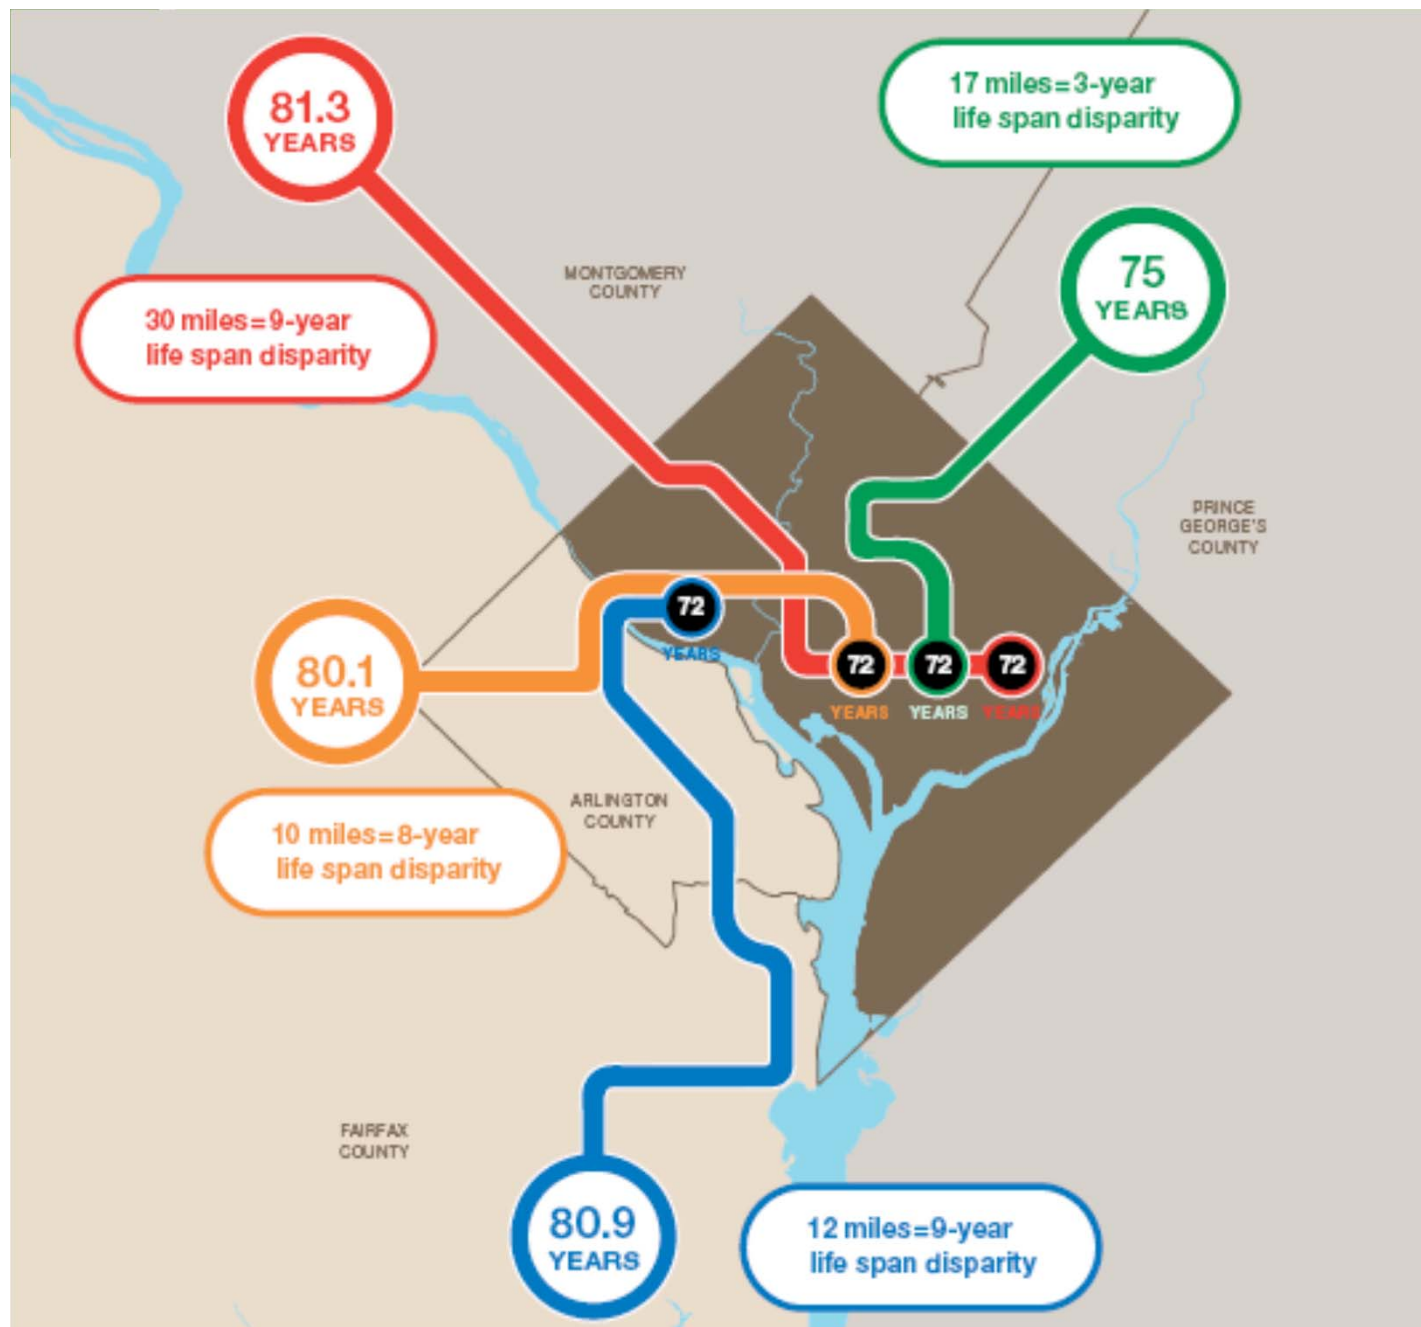 81.3
YEARS
17 miles=3-year
life span disparity
75
YEARS
MONTGOMERY
COUNTY
30 miles=9-year
life span disparity
PRINCE
GEORGE'S
COUNTY
72
YEARS
72
YEARS
72
YEARS
72
YEARS
80.1
YEARS
ARLINGTON
COUNTY
10 miles=8-year
life span disparity
FAIRFAX
COUNTY
80.9
YEARS
12 miles=9-year
life span disparity